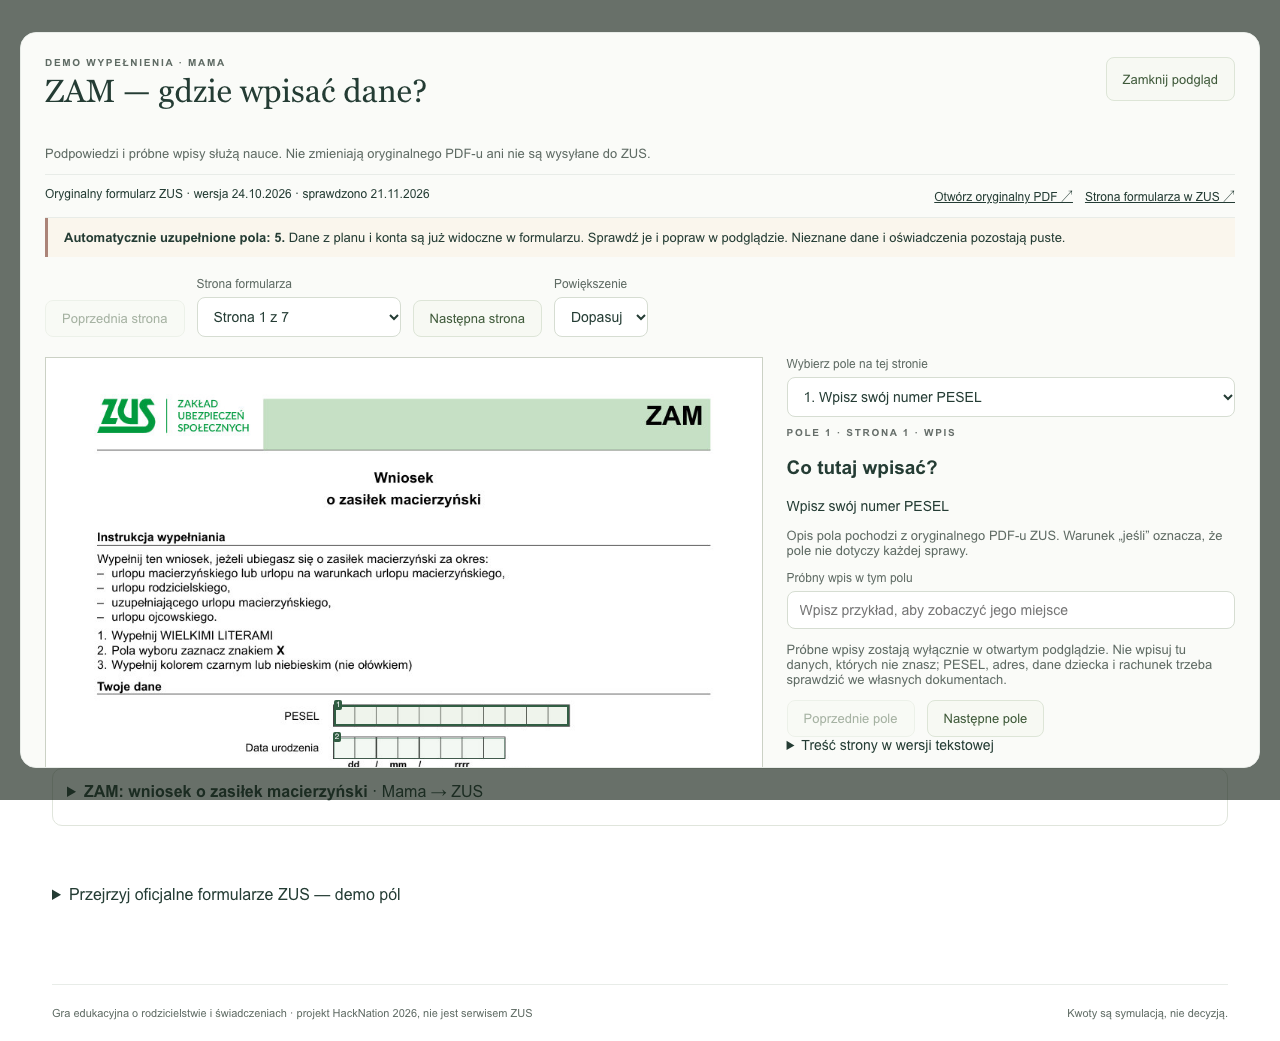 DEMO WYPEŁNIENIA · MAMA
ZAM — gdzie wpisać dane?
Zamknij podgląd
Podpowiedzi i próbne wpisy służą nauce. Nie zmieniają oryginalnego PDF-u ani nie są wysyłane do ZUS.
Oryginalny formularz ZUS · wersja 24.10.2026 · sprawdzono 21.11.2026
Otwórz oryginalny PDF ↗
Strona formularza w ZUS ↗
Automatycznie uzupełnione pola: 5. Dane z planu i konta są już widoczne w formularzu. Sprawdź je i popraw w podglądzie. Nieznane dane i oświadczenia pozostają puste.
Poprzednia strona
Strona formularza
Strona 1 z 7
Następna strona
Powiększenie
Dopasuj
ZUS
ZAKŁAD
UBEZPIECZEŃ
SPOŁECZNYCH
ZAM
Wniosek
o zasiłek macierzyński
Instrukcja wypełniania
Wypełnij ten wniosek, jeżeli ubiegasz się o zasiłek macierzyński za okres:
– urlopu macierzyńskiego lub urlopu na warunkach urlopu macierzyńskiego,
– urlopu rodzicielskiego,
– uzupełniającego urlopu macierzyńskiego,
– urlopu ojcowskiego.
1. Wypełnij WIELKIMI LITERAMI
2. Pola wyboru zaznacz znakiem X
3. Wypełnij kolorem czarnym lub niebieskim (nie ołówkiem)
Twoje dane
PESEL
1
Data urodzenia
2
dd / mm / rrrr
Wybierz pole na tej stronie
1. Wpisz swój numer PESEL
POLE 1 · STRONA 1 · WPIS
Co tutaj wpisać?
Wpisz swój numer PESEL
Opis pola pochodzi z oryginalnego PDF-u ZUS. Warunek „jeśli” oznacza, że
pole nie dotyczy każdej sprawy.
Próbny wpis w tym polu
Wpisz przykład, aby zobaczyć jego miejsce
Próbne wpisy zostają wyłącznie w otwartym podglądzie. Nie wpisuj tu
danych, których nie znasz; PESEL, adres, dane dziecka i rachunek trzeba
sprawdzić we własnych dokumentach.
Poprzednie pole
Następne pole
Treść strony w wersji tekstowej
ZAM: wniosek o zasiłek macierzyński · Mama → ZUS
Przejrzyj oficjalne formularze ZUS — demo pól
Gra edukacyjna o rodzicielstwie i świadczeniach · projekt HackNation 2026, nie jest serwisem ZUS
Kwoty są symulacją, nie decyzją.